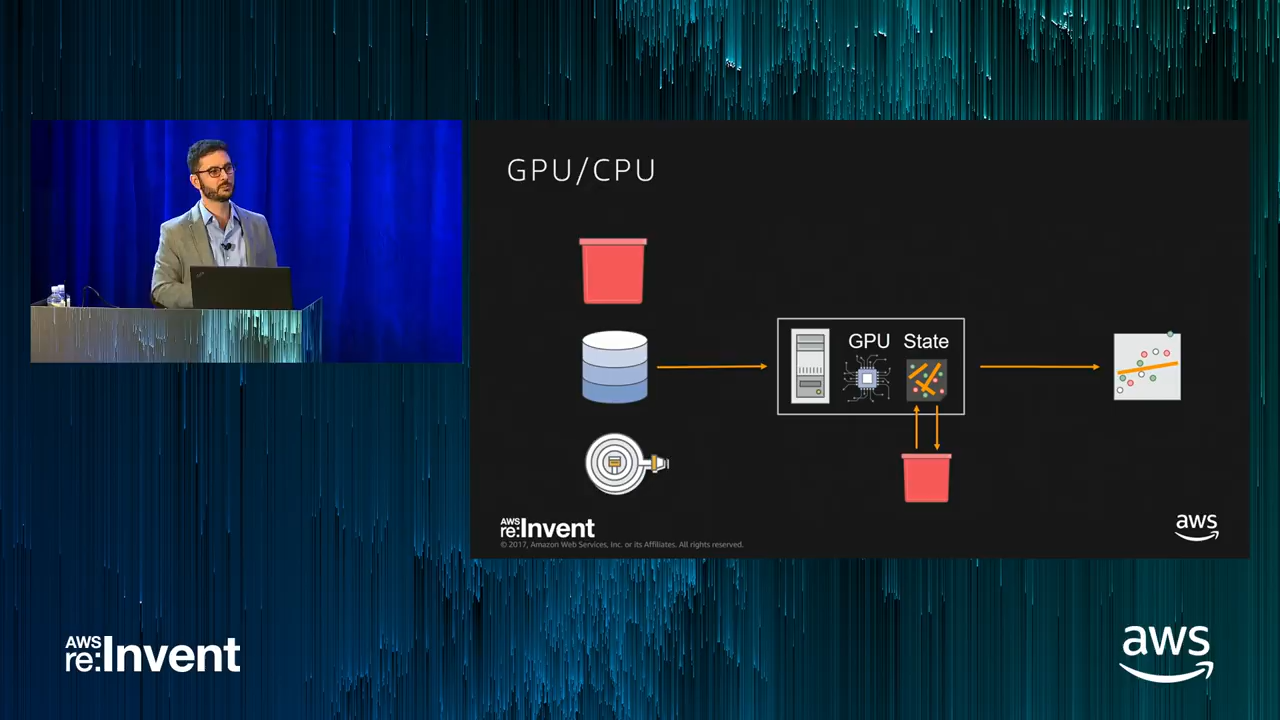 GPU/CPU
GPU State
AWS
re:Invent
© 2017, Amazon Web Services, Inc. or its Affiliates. All rights reserved.
aws
AWS
re:Invent
aws